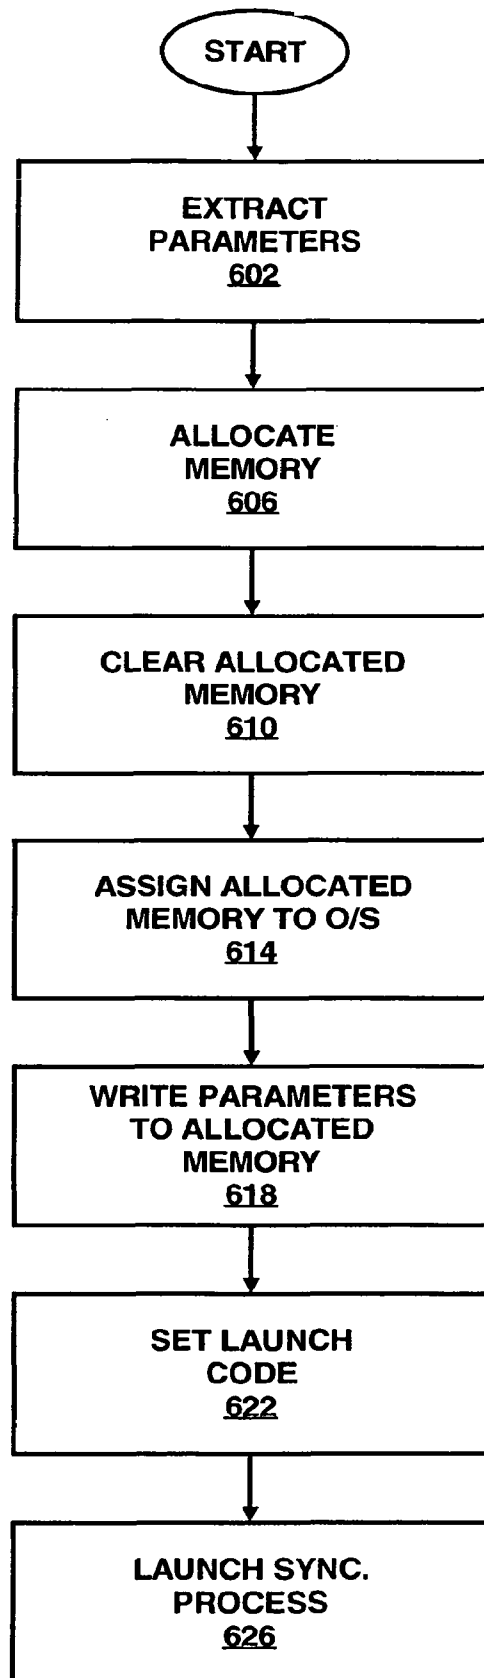 START
EXTRACT
PARAMETERS
602
ALLOCATE
MEMORY
606
CLEAR ALLOCATED
MEMORY
610
ASSIGN ALLOCATED
MEMORY TO O/S
614
WRITE PARAMETERS
TO ALLOCATED
MEMORY
618
SET LAUNCH
CODE
622
LAUNCH SYNC.
PROCESS
626